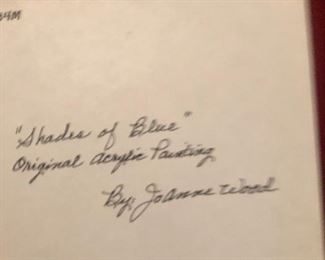 "Shades of Blue"
Original Acrylic Painting
By: JoAnne Wood